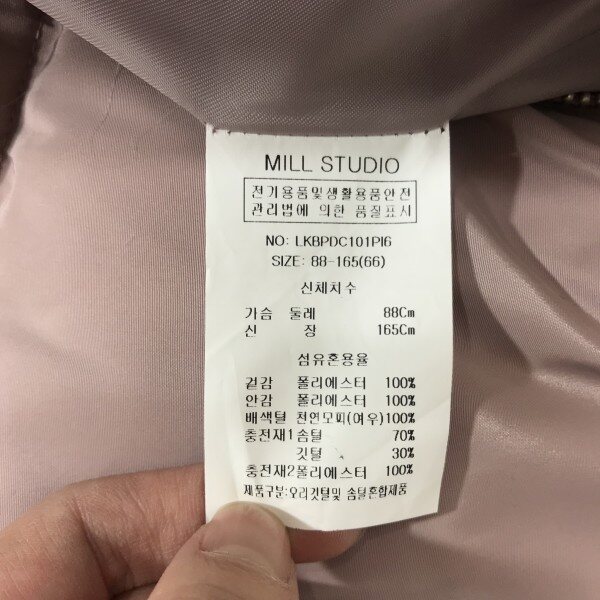 MILL STUDIO
전기용품및생활용품안전
관리법에 의한 품질표시
NO: LKBPDC101PI6
SIZE: 88-165(66)
신체치수
가슴 둘레 88Cm
신 장 165Cm
섬유혼용율
겉감 폴리에스터 100%
안감 폴리에스터 100%
배색털 천연모피(여우)100%
충전재1솜털 70%
깃털 30%
충전재2폴리에스터 100%
제품구분:오리깃털및 솜털혼합제품